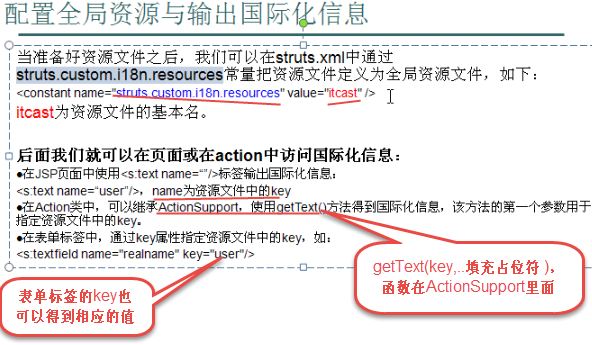 配置全局资源与输出国际化信息
当准备好资源文件之后，我们可以在struts.xml中通过
struts.custom.i18n.resources常量把资源文件定义为全局资源文件，如下：
<constant name="struts.custom.i18n.resources" value="itcast" />
itcast为资源文件的基本名。
后面我们就可以在页面或在action中访问国际化信息：
●在JSP页面中使用<s:text name=“”/>标签输出国际化信息：
<s:text name=“user”/>，name为资源文件中的key
●在Action类中，可以继承ActionSupport，使用getText()方法得到国际化信息，该方法的第一个参数用于
指定资源文件中的key。
●在表单标签中，通过key属性指定资源文件中的key，如：
<s:textfield name="realname" key="user"/>
getText(key,..填充占位符 ),
函数在ActionSupport里面
表单标签的key也
可以得到相应的值